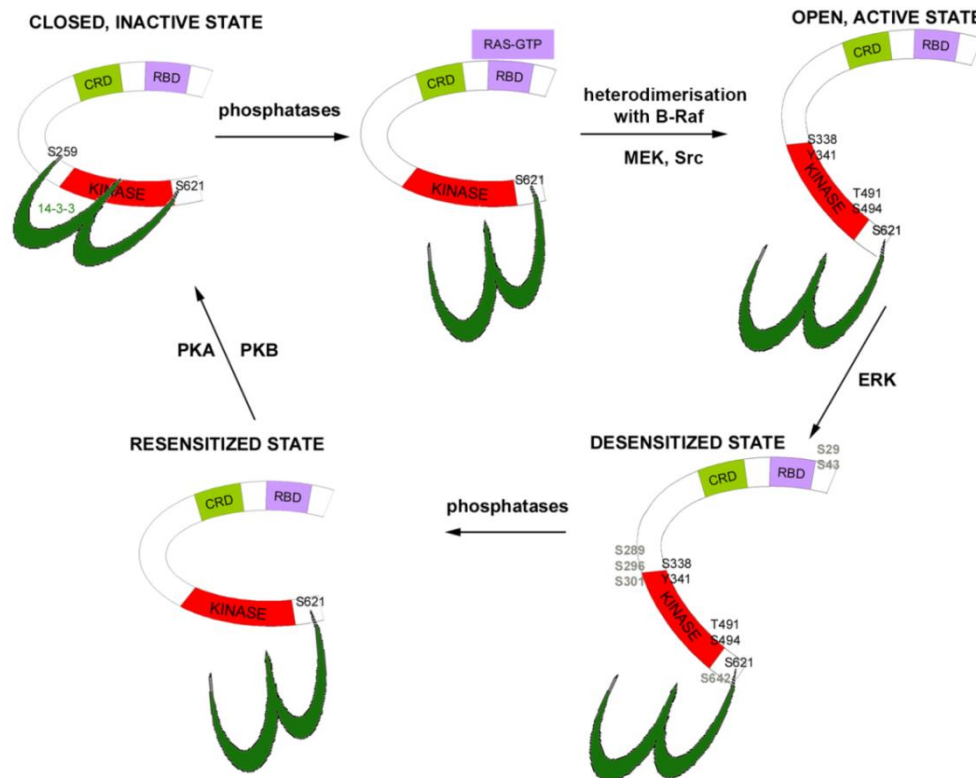 CLOSED, INACTIVE STATE
CRD
RBD
S259
KINASE
S621
14-3-3
phosphatases
RAS-GTP
CRD
RBD
KINASE
S621
heterodimerisation
with B-Raf
MEK, Src
OPEN, ACTIVE STATE
CRD
RBD
S338
Y341
KINASE
T491
S494
S621
ERK
DESENSITIZED STATE
S29
S43
CRD
RBD
S289
S296
S301
S338
Y341
KINASE
T491
S494
S621
S642
phosphatases
RESENSITIZED STATE
CRD
RBD
KINASE
S621
PKA
PKB